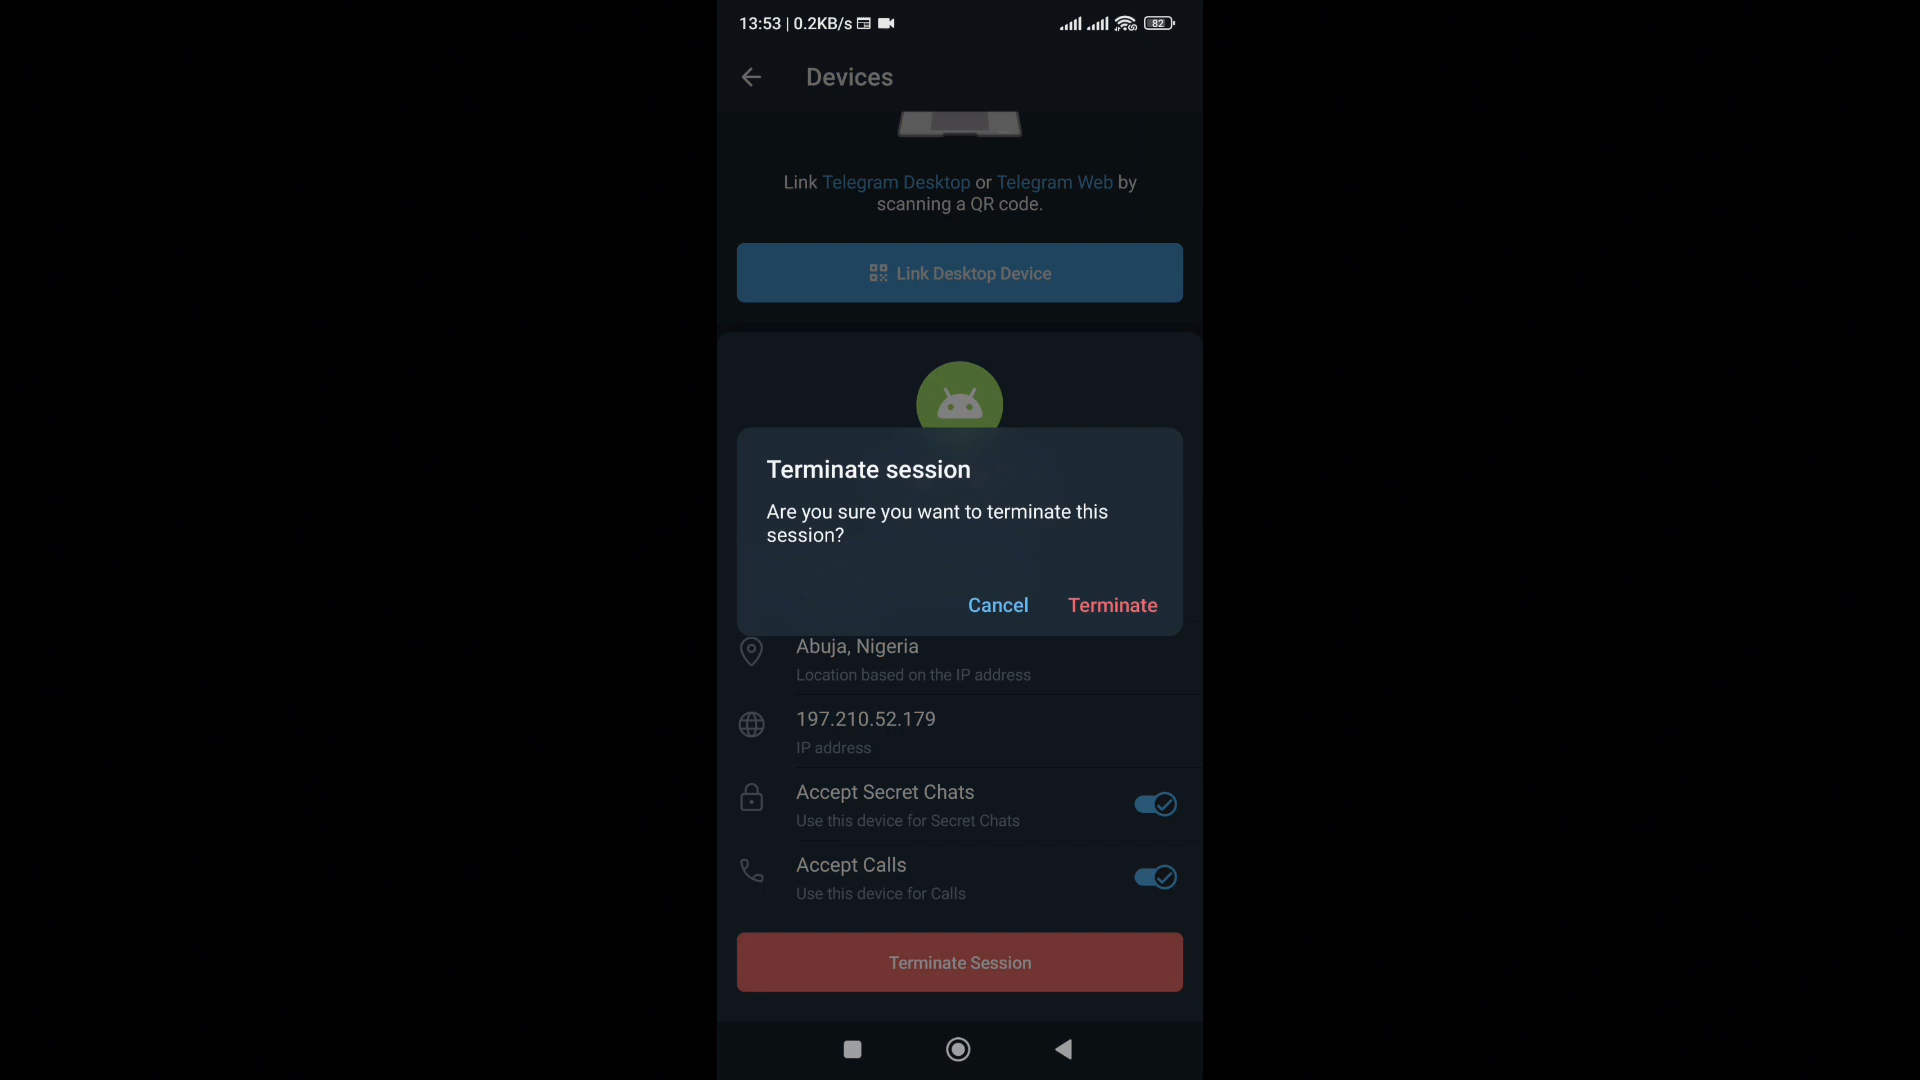 13:53 | 0.2KB/s
82
Devices
Link Telegram Desktop or Telegram Web by
scanning a QR code.
Link Desktop Device
Terminate session
Are you sure you want to terminate this
session?
Cancel Terminate
Abuja, Nigeria
Location based on the IP address
197.210.52.179
IP address
Accept Secret Chats
Use this device for Secret Chats
Accept Calls
Use this device for Calls
Terminate Session